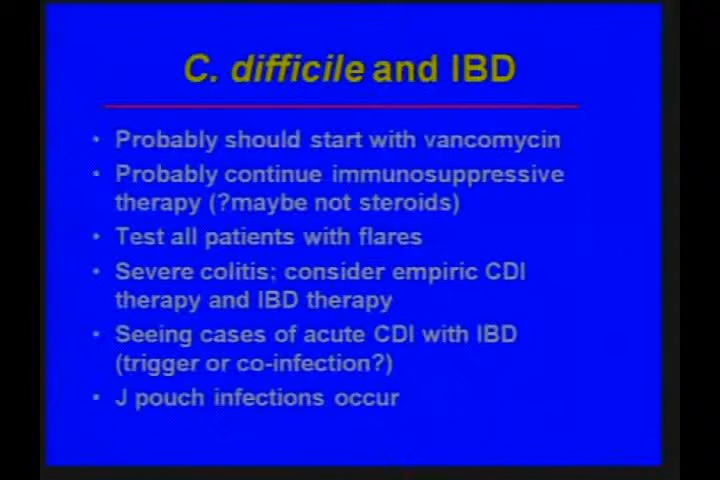 C. difficile and IBD
• Probably should start with vancomycin
• Probably continue immunosuppressive
therapy (?maybe not steroids)
• Test all patients with flares
• Severe colitis; consider empiric CDI
therapy and IBD therapy
• Seeing cases of acute CDI with IBD
(trigger or co-infection?)
• J pouch infections occur